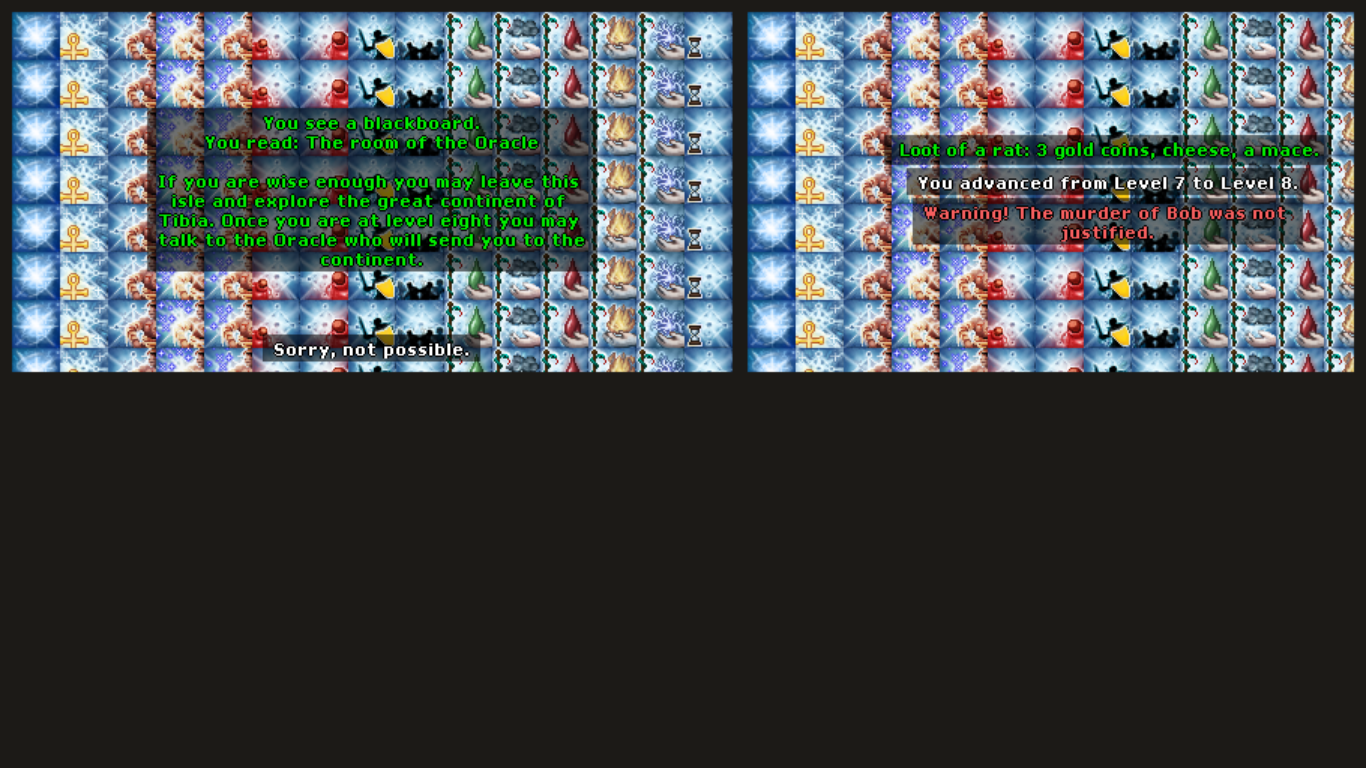 You see a blackboard.
You read: The room of the Oracle
If you are wise enough you may leave this
isle and explore the great continent of
Tibia. Once you are at level eight you may
talk to the Oracle who will send you to the
continent.
Sorry, not possible.
Loot of a rat: 3 gold coins, cheese, a mace.
You advanced from Level 7 to Level 8.
Warning! The murder of Bob was not
justified.